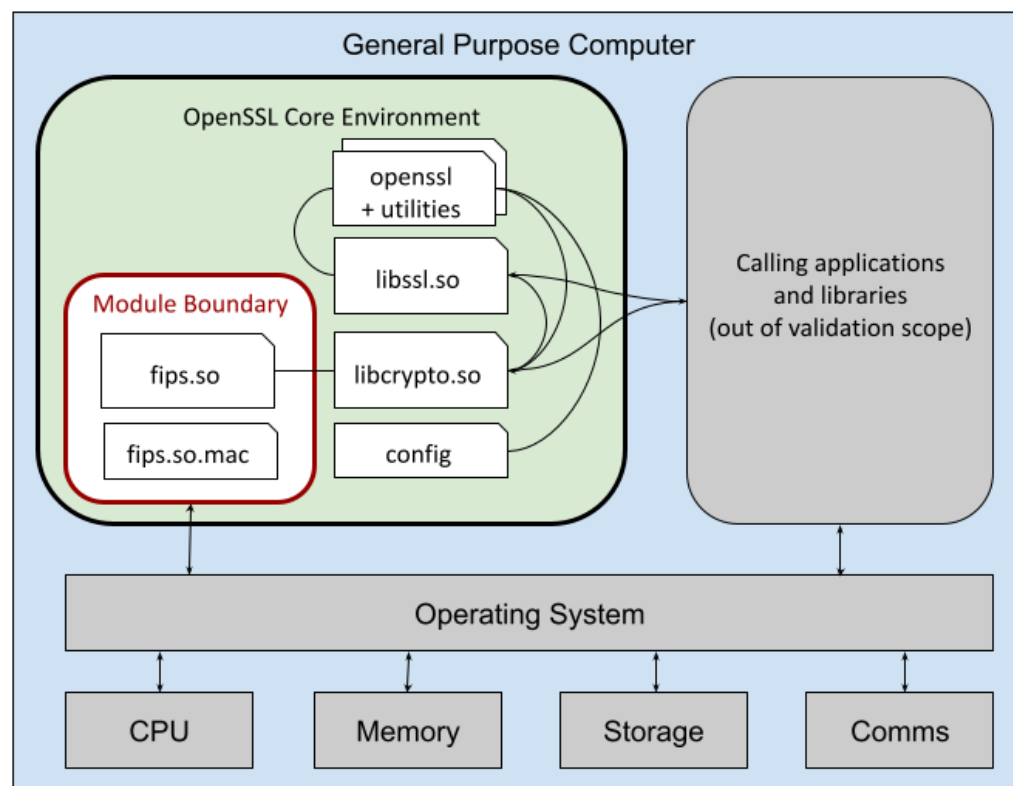 General Purpose Computer
OpenSSL Core Environment
openssl
+ utilities
libssl.so
Module Boundary
fips.so
libcrypto.so
fips.so.mac
config
Calling applications
and libraries
(out of validation scope)
Operating System
CPU
Memory
Storage
Comms